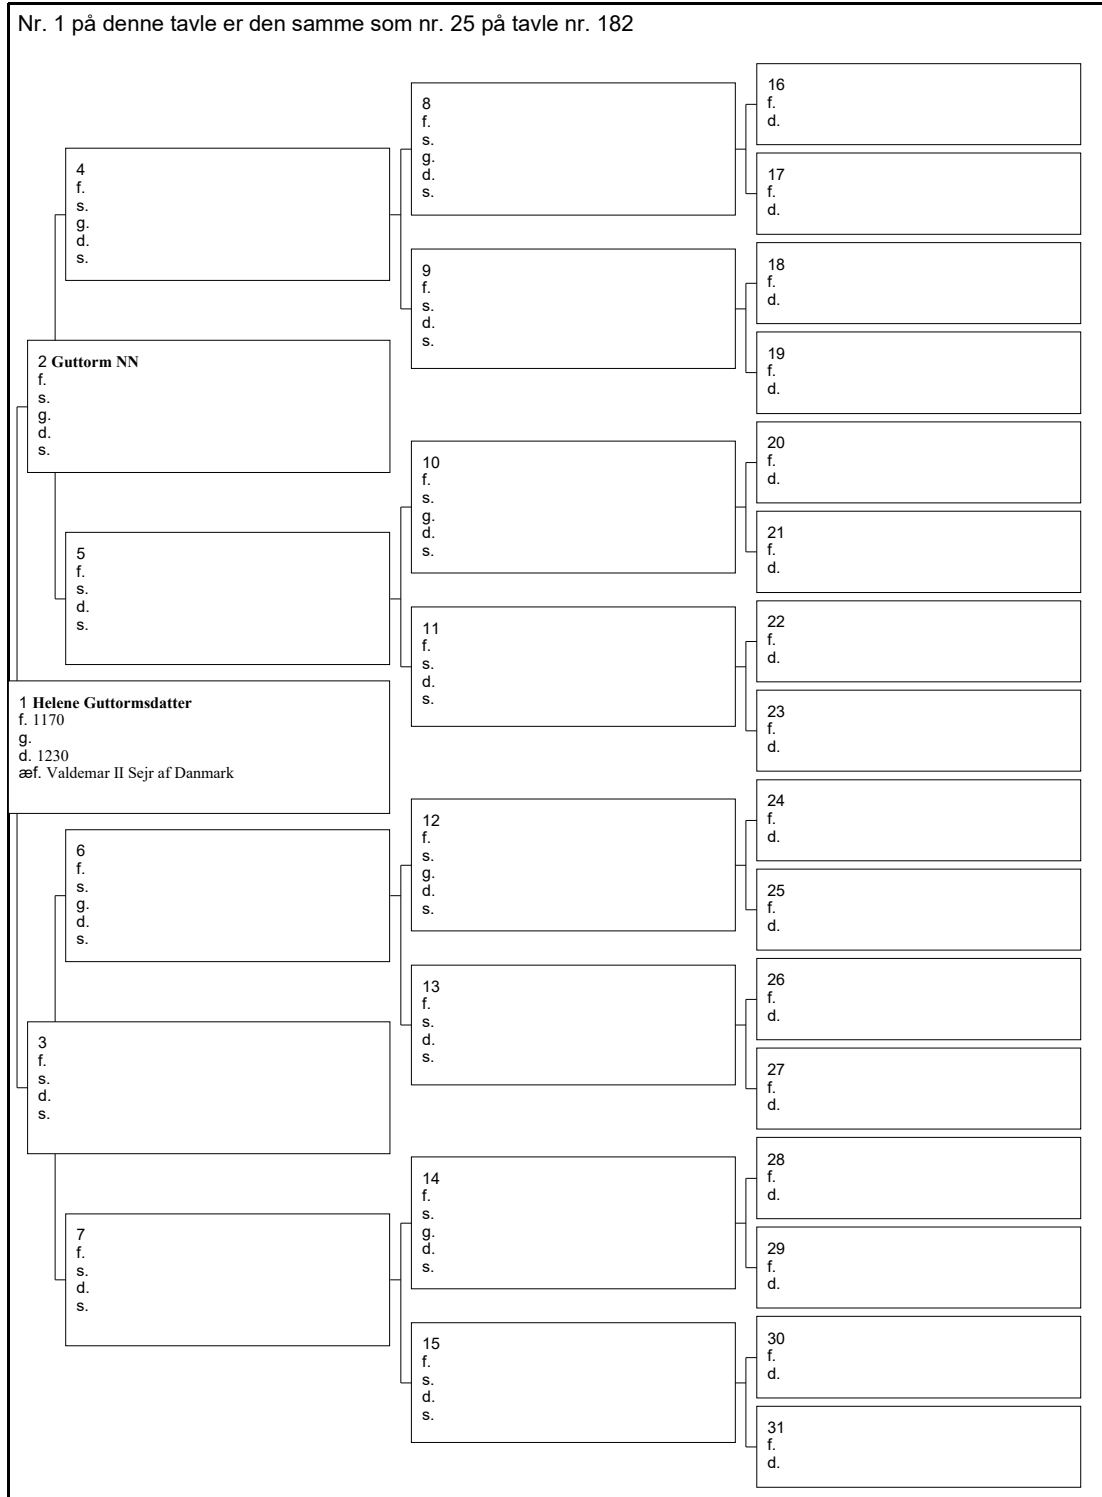 Nr. 1 på denne tavle er den samme som nr. 25 på tavle nr. 182
1 Helene Guttormsdatter
f. 1170
g.
d. 1230
æf. Valdemar II Sejr af Danmark
2 Guttorm NN
f.
s.
g.
d.
s.
3
f.
s.
d.
s.
4
f.
s.
g.
d.
s.
5
f.
s.
d.
s.
6
f.
s.
g.
d.
s.
7
f.
s.
d.
s.
8
f.
s.
g.
d.
s.
9
f.
s.
d.
s.
10
f.
s.
g.
d.
s.
11
f.
s.
d.
s.
12
f.
s.
g.
d.
s.
13
f.
s.
d.
s.
14
f.
s.
g.
d.
s.
15
f.
s.
d.
s.
16
f.
d.
17
f.
d.
18
f.
d.
19
f.
d.
20
f.
d.
21
f.
d.
22
f.
d.
23
f.
d.
24
f.
d.
25
f.
d.
26
f.
d.
27
f.
d.
28
f.
d.
29
f.
d.
30
f.
d.
31
f.
d.